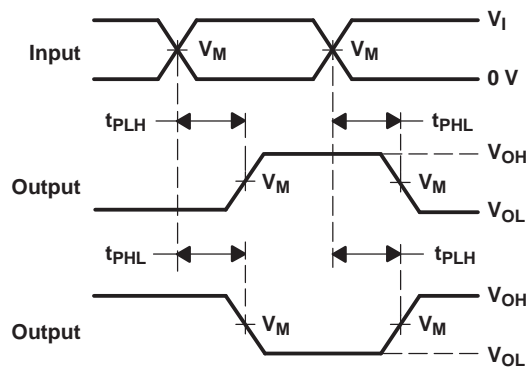 V_I
Input V_M V_M
0 V
t_PLH t_PHL
V_OH
Output V_M V_M
V_OL
t_PHL t_PLH
V_OH
Output V_M V_M
V_OL